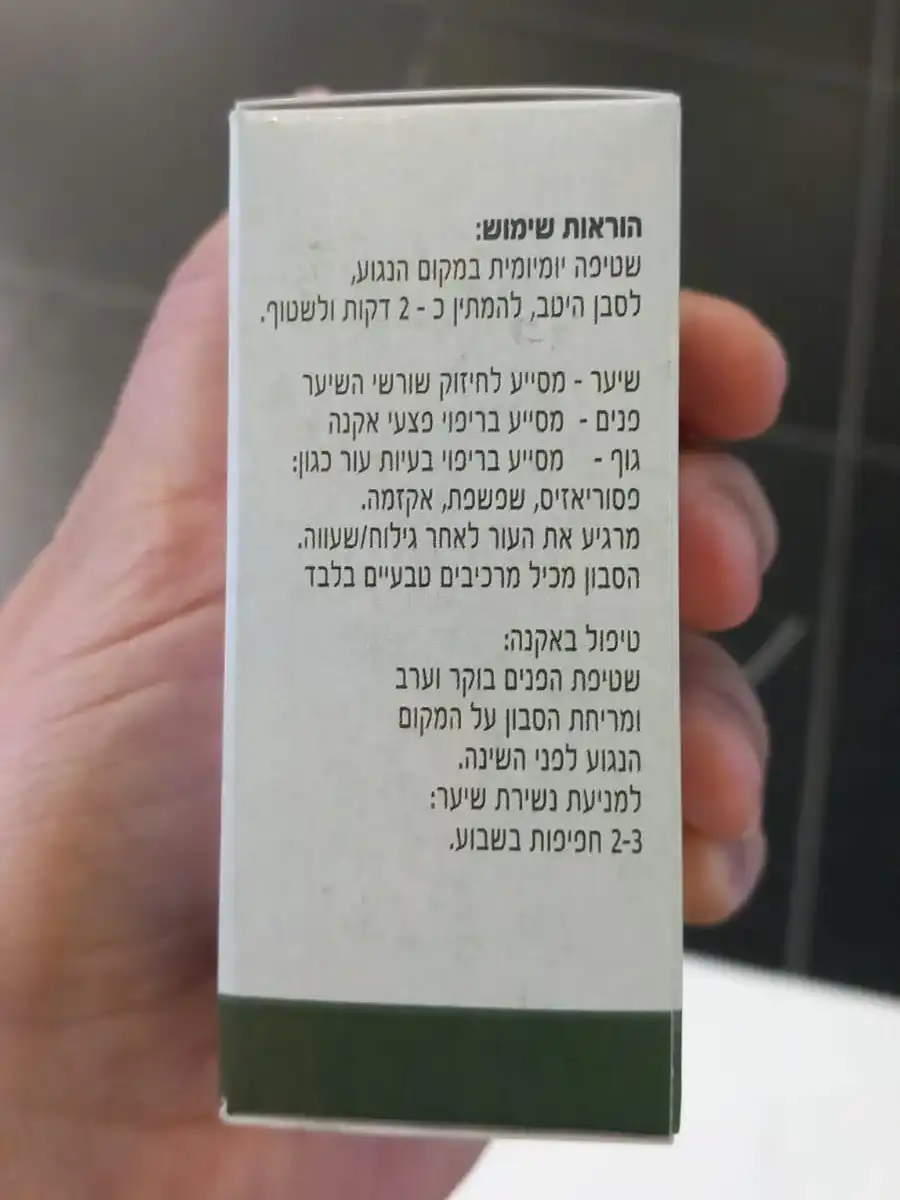 הוראות שימוש:
שטיפה יומיומית במקום הנגוע,
לסבן היטב, להמתין כ - 2 דקות ולשטוף.
שיער - מסייע לחיזוק שורשי השיער
פנים - מסייע בריפוי פצעי אקנה
גוף - מסייע בריפוי בעיות עור כגון:
פסוריאזיס, שפשפת, אקזמה.
מרגיע את העור לאחר גילוח/שעווה.
הסבון מכיל מרכיבים טבעיים בלבד
טיפול באקנה:
שטיפת הפנים בוקר וערב
ומריחת הסבון על המקום
הנגוע לפני השינה.
למניעת נשירת שיער:
2-3 חפיפות בשבוע.